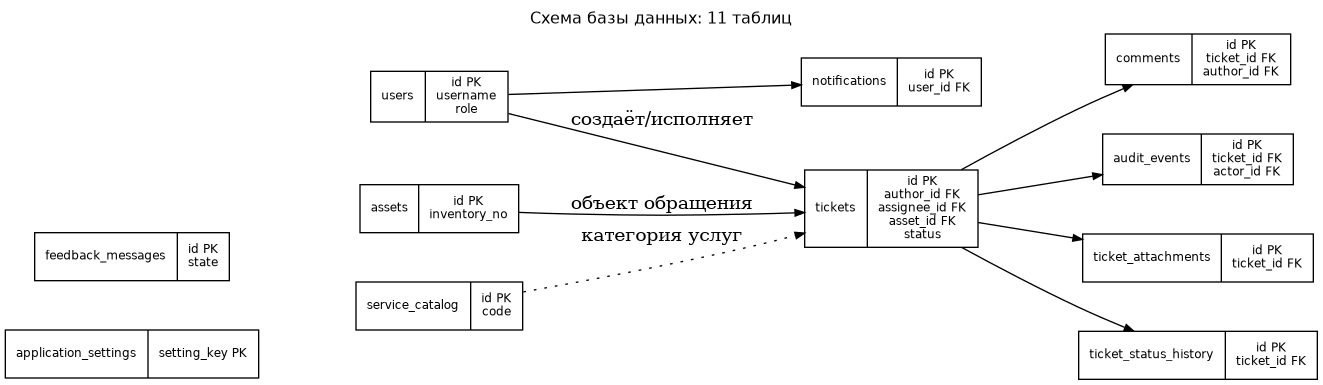 Схема базы данных: 11 таблиц
users
id PK
username
role
notifications
id PK
user_id FK
comments
id PK
ticket_id FK
author_id FK
создаёт/исполняет
audit_events
id PK
ticket_id FK
actor_id FK
assets
id PK
inventory_no
объект обращения
tickets
id PK
author_id FK
assignee_id FK
asset_id FK
status
категория услуг
feedback_messages
id PK
state
ticket_attachments
id PK
ticket_id FK
service_catalog
id PK
code
application_settings
setting_key PK
ticket_status_history
id PK
ticket_id FK